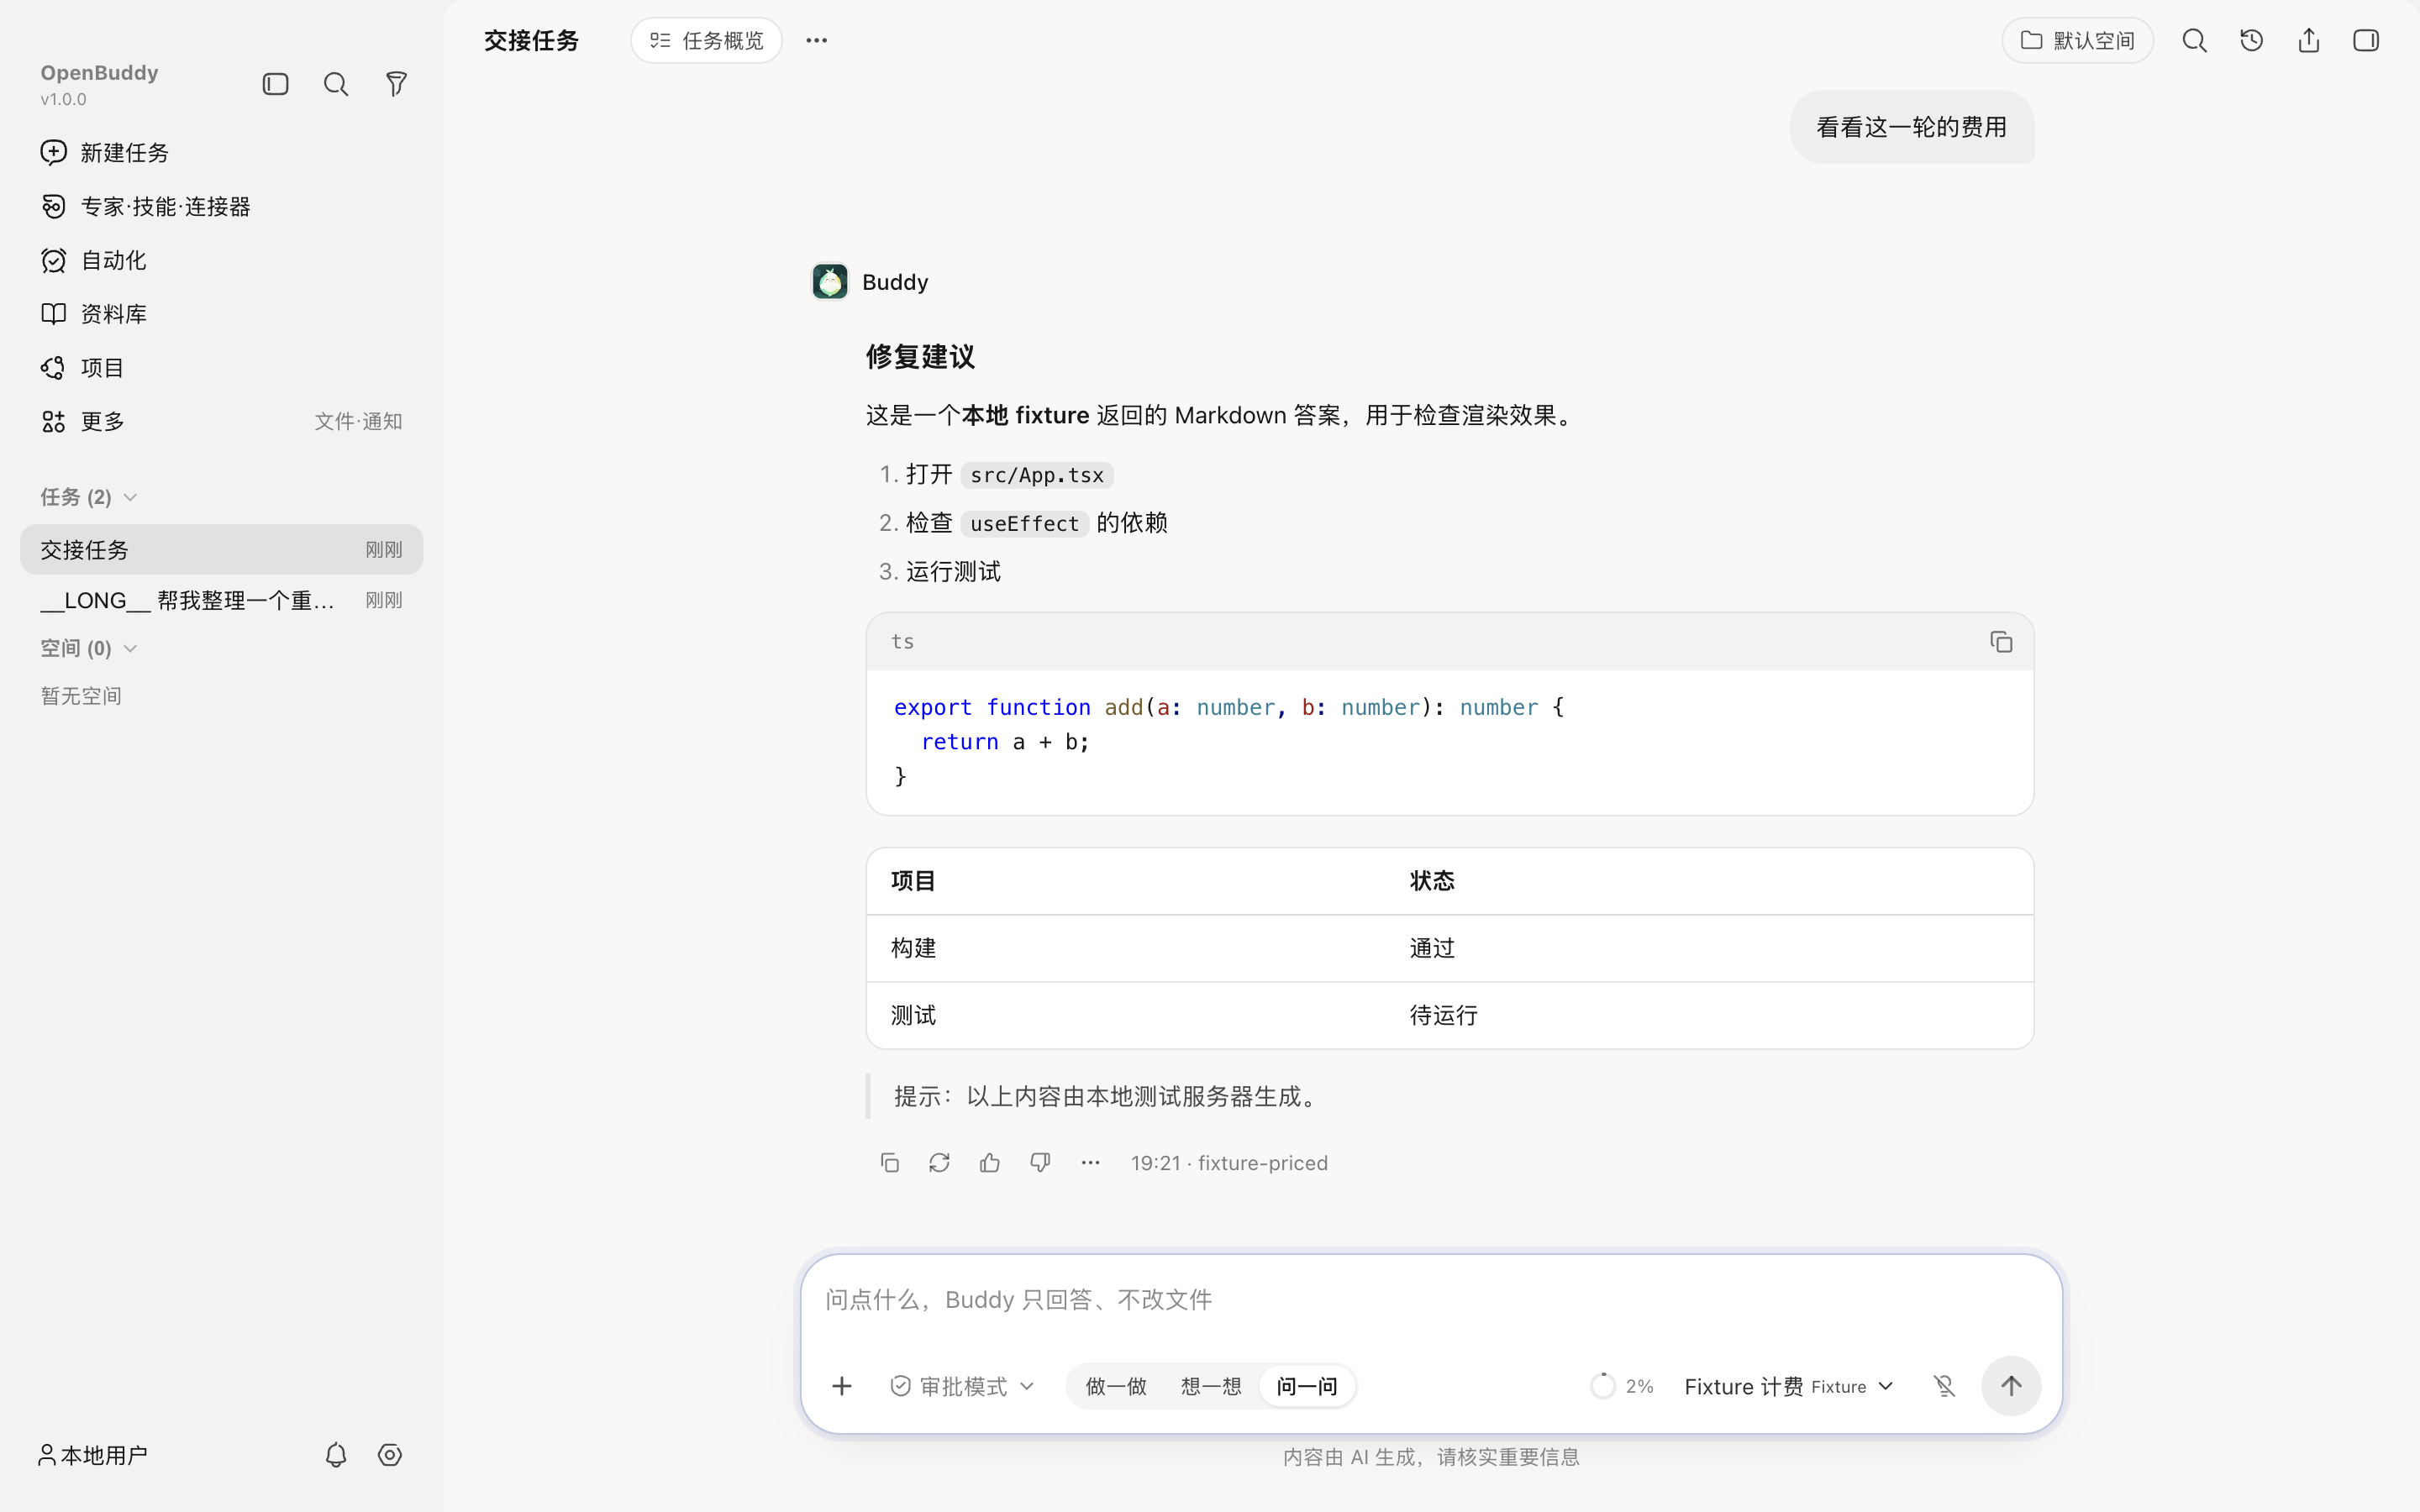 OpenBuddy
v1.0.0
新建任务
专家·技能·连接器
自动化
资料库
项目
更多 文件·通知
任务 (2)
交接任务 刚刚
__LONG__ 帮我整理一个重… 刚刚
空间 (0)
暂无空间
本地用户
交接任务 任务概览 默认空间
看看这一轮的费用
Buddy
修复建议
这是一个本地 fixture 返回的 Markdown 答案，用于检查渲染效果。
1. 打开 src/App.tsx
2. 检查 useEffect 的依赖
3. 运行测试
ts
export function add(a: number, b: number): number {
  return a + b;
}
项目 状态
构建 通过
测试 待运行
提示：以上内容由本地测试服务器生成。
19:21 · fixture-priced
问点什么，Buddy 只回答、不改文件
审批模式 做一做 想一想 问一问 2% Fixture 计费 Fixture
内容由 AI 生成，请核实重要信息